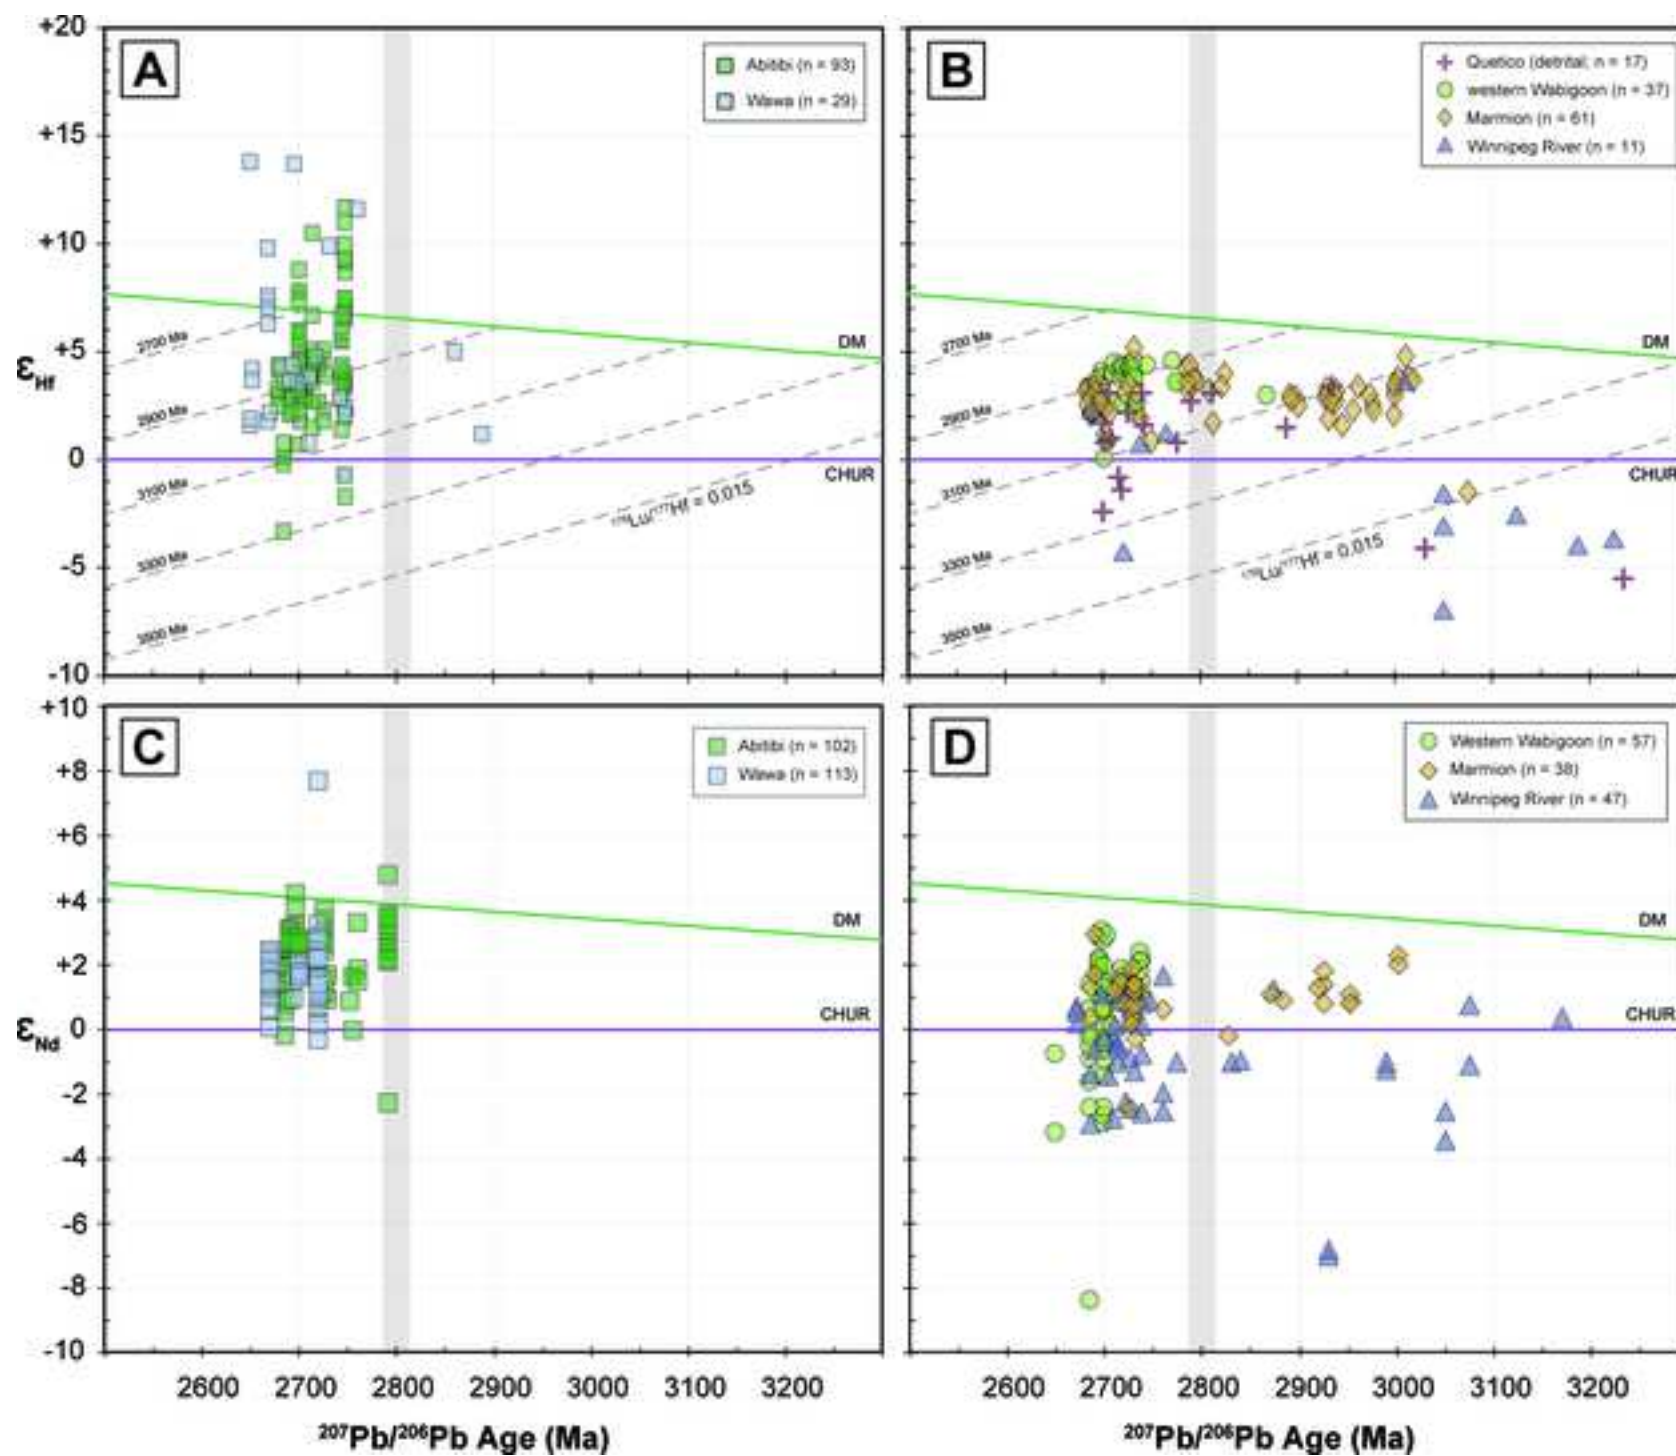 A
Abitibi (n = 93)
Wawa (n = 29)
+20
+15
+10
+5
0
-5
-10
εHf
DM
CHUR
2700 Ma
2900 Ma
3100 Ma
3300 Ma
3500 Ma
¹⁷⁶Lu/¹⁷⁷Hf = 0.015
B
Quetico (detrital; n = 17)
western Wabigoon (n = 37)
Marmion (n = 61)
Winnipeg River (n = 11)
DM
CHUR
2700 Ma
2900 Ma
3100 Ma
3300 Ma
3500 Ma
¹⁷⁶Lu/¹⁷⁷Hf = 0.015
C
Abitibi (n = 102)
Wawa (n = 113)
+10
+8
+6
+4
+2
0
-2
-4
-6
-8
-10
εNd
DM
CHUR
2600 2700 2800 2900 3000 3100 3200
²⁰⁷Pb/²⁰⁶Pb Age (Ma)
D
Western Wabigoon (n = 57)
Marmion (n = 38)
Winnipeg River (n = 47)
DM
CHUR
2600 2700 2800 2900 3000 3100 3200
²⁰⁷Pb/²⁰⁶Pb Age (Ma)